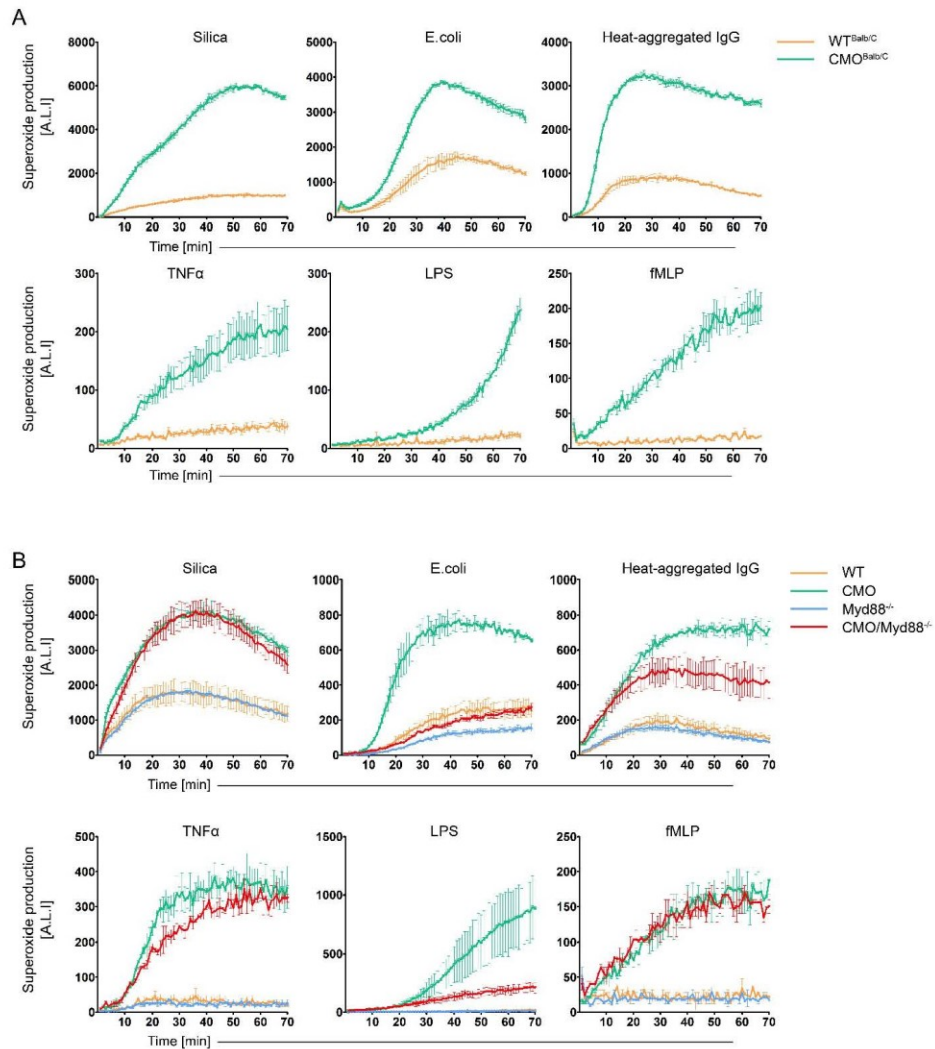 A
Silica
E.coli
Heat-aggregated IgG
WT^Balb/C
CMO^Balb/C
Superoxide production
[A.L.I]
8000
6000
4000
2000
0
5000
4000
3000
2000
1000
0
4000
3000
2000
1000
0
10 20 30 40 50 60 70
10 20 30 40 50 60 70
10 20 30 40 50 60 70
Time [min]
TNFα
LPS
fMLP
Superoxide production
[A.L.I]
300
200
100
0
300
200
100
0
250
200
150
100
50
0
10 20 30 40 50 60 70
10 20 30 40 50 60 70
10 20 30 40 50 60 70
Time [min]
B
Silica
E.coli
Heat-aggregated IgG
WT
CMO
Myd88^-/-
CMO/Myd88^-/-
Superoxide production
[A.L.I]
5000
4000
3000
2000
1000
0
1000
800
600
400
200
0
1000
800
600
400
200
0
10 20 30 40 50 60 70
10 20 30 40 50 60 70
10 20 30 40 50 60 70
Time [min]
TNFα
LPS
fMLP
Superoxide production
[A.L.I]
500
400
300
200
100
0
1500
1000
500
0
250
200
150
100
50
0
10 20 30 40 50 60 70
10 20 30 40 50 60 70
10 20 30 40 50 60 70
Time [min]